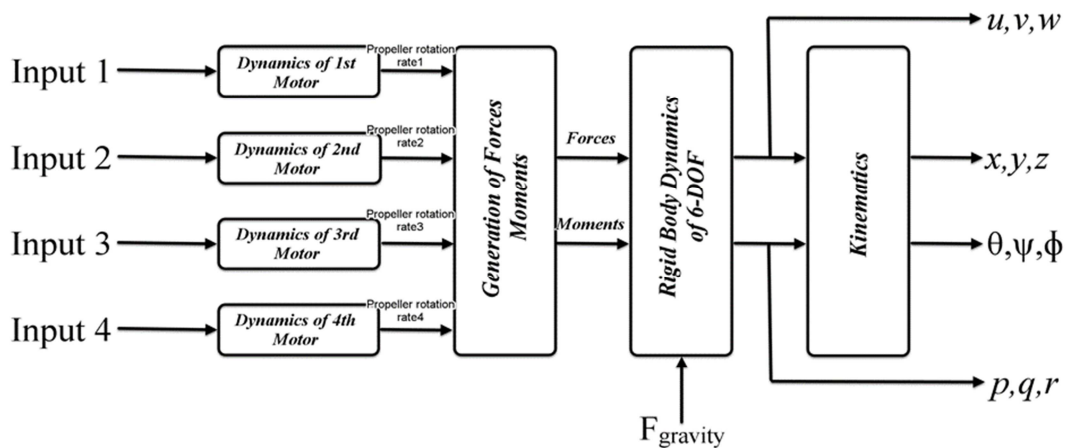 u,v,w
Input 1
Dynamics of 1st
Motor
Propeller rotation
rate1
Input 2
Dynamics of 2nd
Motor
Propeller rotation
rate2
Input 3
Dynamics of 3rd
Motor
Propeller rotation
rate3
Input 4
Dynamics of 4th
Motor
Propeller rotation
rate4
Generation of Forces
Moments
Forces
Moments
Rigid Body Dynamics
of 6-DOF
Kinematics
x,y,z
θ,ψ,ϕ
p,q,r
Fgravity